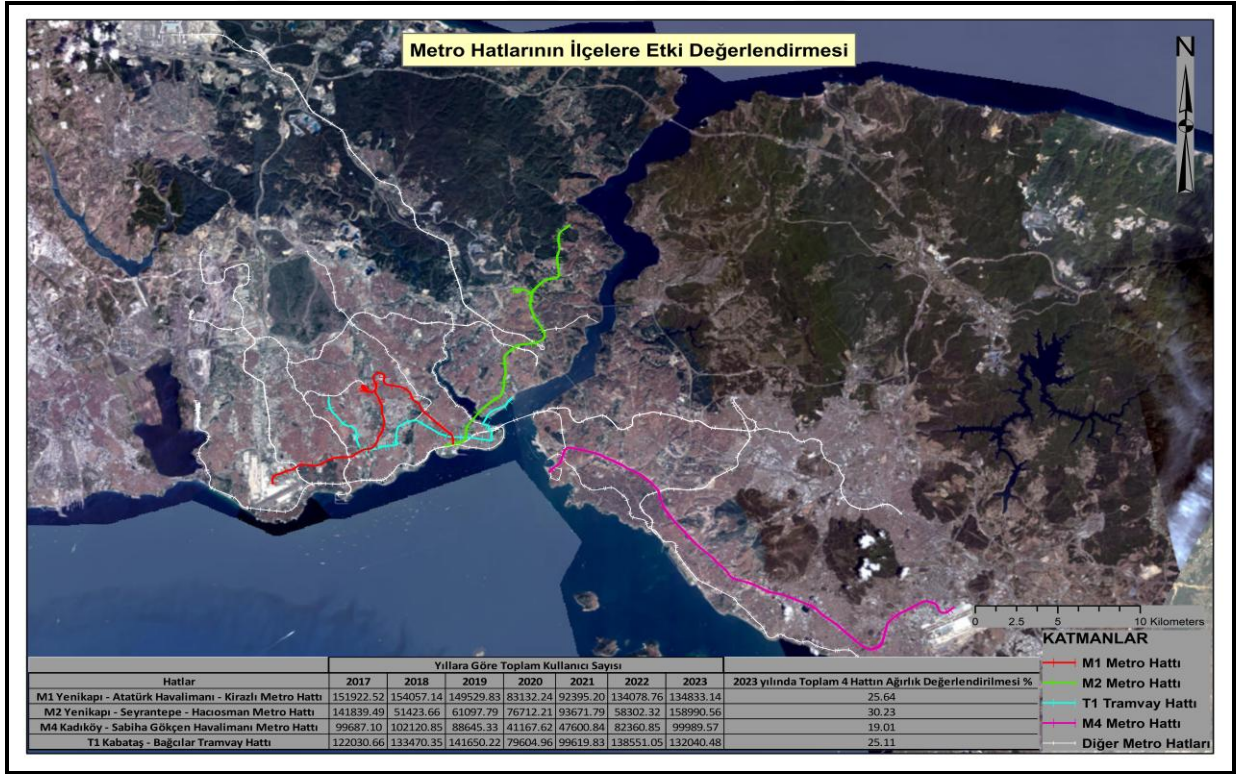 Metro Hatlarının İlçelere Etki Değerlendirmesi
N
0 2.5 5 10 Kilometers
KATMANLAR
M1 Metro Hattı
M2 Metro Hattı
T1 Tramvay Hattı
M4 Metro Hattı
Diğer Metro Hatları
Yıllara Göre Toplam Kullanıcı Sayısı
Hatlar 2017 2018 2019 2020 2021 2022 2023 2023 yılında Toplam 4 Hattın Ağırlık Değerlendirilmesi %
M1 Yenikapı - Atatürk Havalimanı - Kirazlı Metro Hattı 151922.52 154057.14 149529.83 83132.24 92395.20 134078.76 134833.14 25.64
M2 Yenikapı - Seyrantepe - Hacıosman Metro Hattı 141839.49 51423.66 61097.79 76712.21 93671.79 58302.32 158990.56 30.23
M4 Kadıköy - Sabiha Gökçen Havalimanı Metro Hattı 99687.10 102120.81 88645.33 41167.62 47600.84 82360.85 99989.57 19.01
T1 Kabataş - Bağcılar Tramvay Hattı 122030.66 133470.35 141650.22 79604.96 99619.83 138551.05 132040.48 25.11